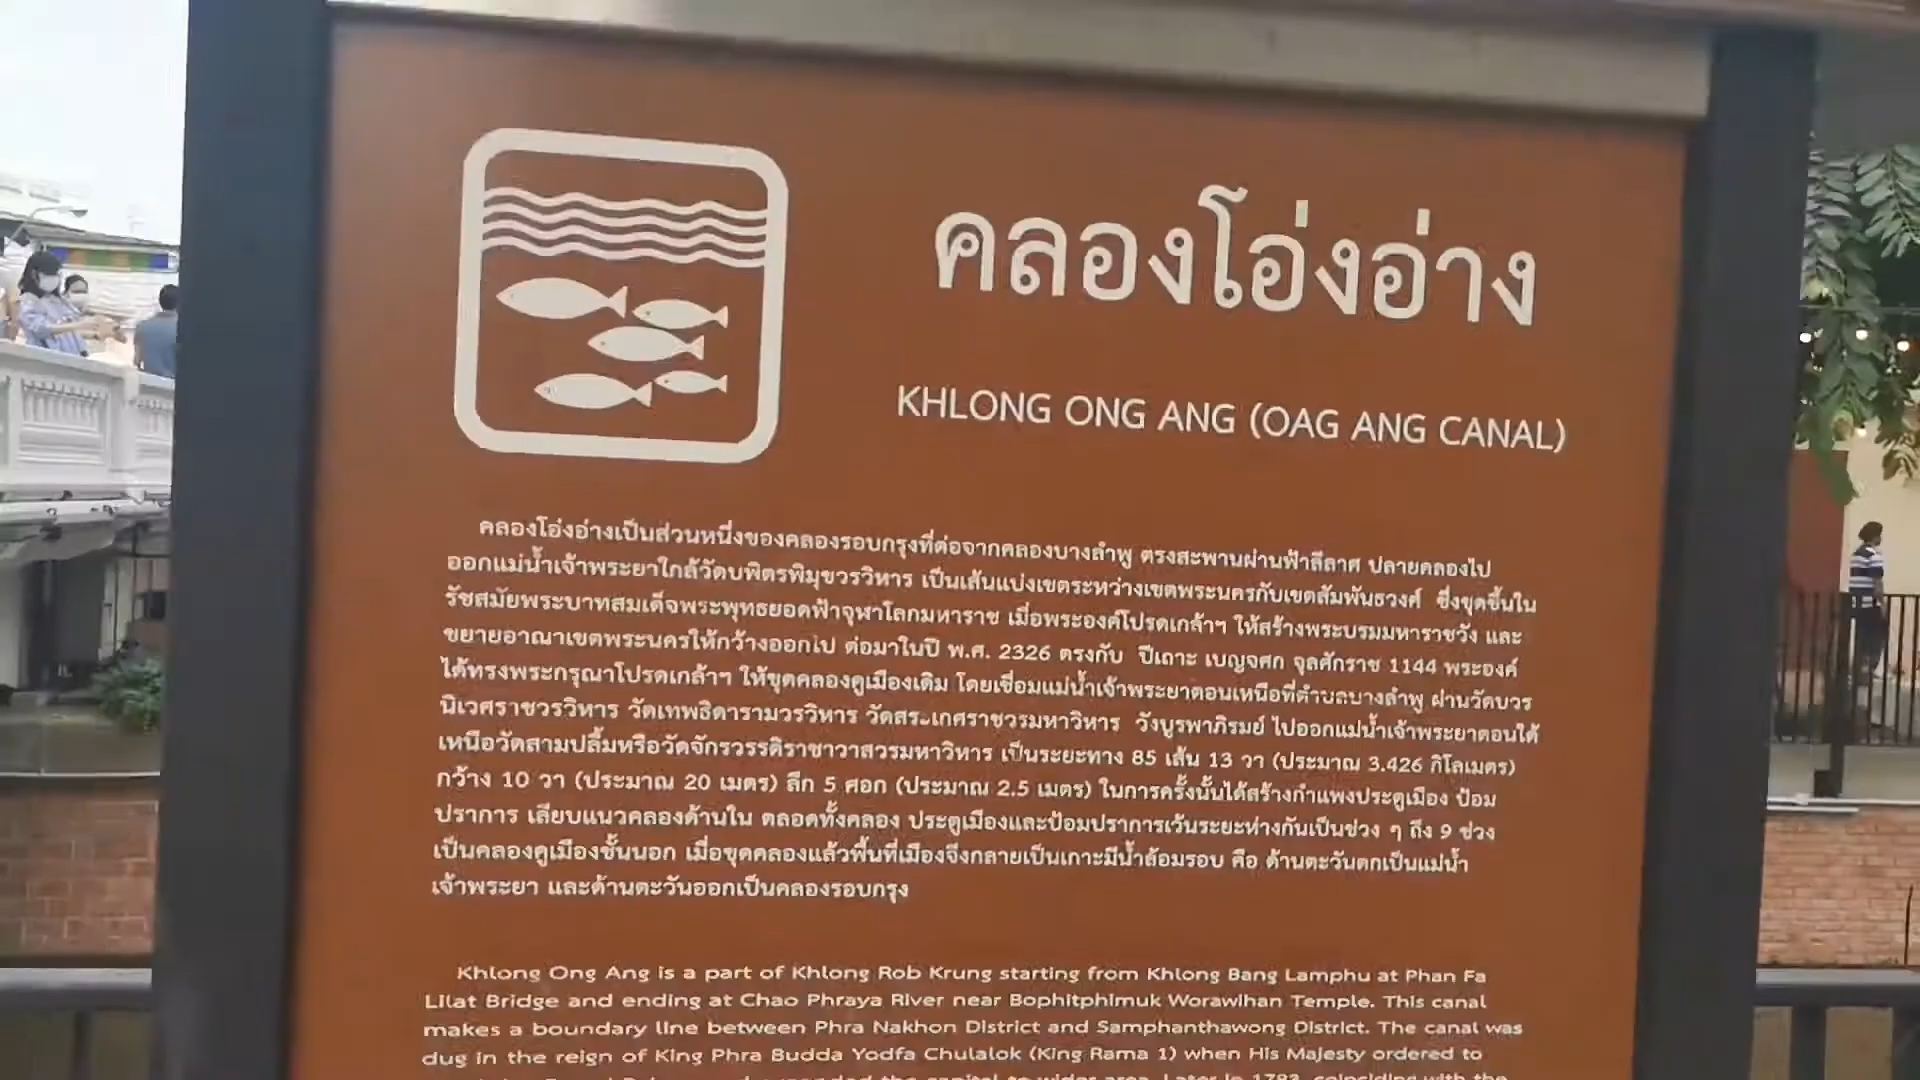 คลองโอ่งอ่าง
KHLONG ONG ANG (OAG ANG CANAL)
คลองโอ่งอ่างเป็นส่วนหนึ่งของคลองรอบกรุงที่ต่อจากคลองบางลำพู ตรงสะพานผ่านฟ้าลีลาศ ปลายคลองไป
ออกแม่น้ำเจ้าพระยาใกล้วัดบพิตรพิมุขวรวิหาร เป็นเส้นแบ่งเขตระหว่างเขตพระนครกับเขตสัมพันธวงศ์ ซึ่งขุดขึ้นใน
รัชสมัยพระบาทสมเด็จพระพุทธยอดฟ้าจุฬาโลกมหาราช เมื่อพระองค์โปรดเกล้าฯ ให้สร้างพระบรมมหาราชวัง และ
ขยายอาณาเขตพระนครให้กว้างออกไป ต่อมาในปี พ.ศ. 2326 ตรงกับ ปีเถาะ เบญจศก จุลศักราช 1144 พระองค์
ได้ทรงพระกรุณาโปรดเกล้าฯ ให้ขุดคลองคูเมืองเดิม โดยเชื่อมแม่น้ำเจ้าพระยาตอนเหนือที่ตำบลบางลำพู ผ่านวัดบวร
นิเวศราชวรวิหาร วัดเทพธิดารามวรวิหาร วัดสระเกศราชวรมหาวิหาร วังบูรพาภิรมย์ ไปออกแม่น้ำเจ้าพระยาตอนใต้
เหนือวัดสามปลื้มหรือวัดจักรวรรดิราชาวาสวรมหาวิหาร เป็นระยะทาง 85 เส้น 13 วา (ประมาณ 3.426 กิโลเมตร)
กว้าง 10 วา (ประมาณ 20 เมตร) ลึก 5 ศอก (ประมาณ 2.5 เมตร) ในการครั้งนั้นได้สร้างกำแพงประตูเมือง ป้อม
ปราการ เลียบแนวคลองด้านใน ตลอดทั้งคลอง ประตูเมืองและป้อมปราการเว้นระยะห่างกันเป็นช่วง ๆ ถึง 9 ช่วง
เป็นคลองคูเมืองชั้นนอก เมื่อขุดคลองแล้วพื้นที่เมืองจึงกลายเป็นเกาะมีน้ำล้อมรอบ คือ ด้านตะวันตกเป็นแม่น้ำ
เจ้าพระยา และด้านตะวันออกเป็นคลองรอบกรุง
Khlong Ong Ang is a part of Khlong Rob Krung starting from Khlong Bang Lamphu at Phan Fa
Lilat Bridge and ending at Chao Phraya River near Bophitphimuk Worawihan Temple. This canal
makes a boundary line between Phra Nakhon District and Samphanthawong District. The canal was
dug in the reign of King Phra Budda Yodfa Chulalok (King Rama 1) when His Majesty ordered to
the capital to wider area. Later in 1783, coinciding with the